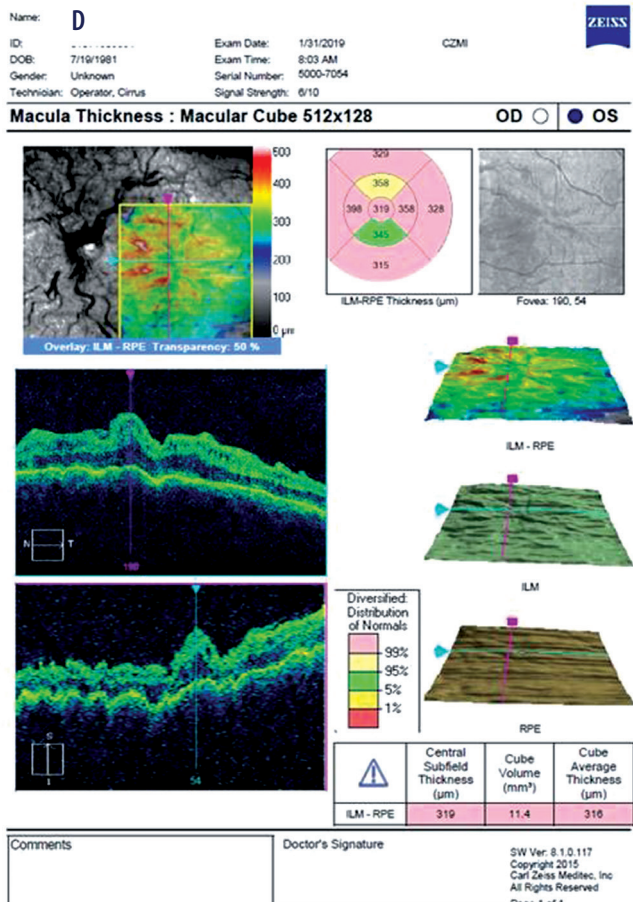 D
ZEISS
Name:
ID: Exam Date: 1/31/2019 CZMI
DOB: 7/19/1981 Exam Time: 8:03 AM
Gender: Unknown Serial Number: 5000-7054
Technician: Operator, Cirrus Signal Strength: 6/10
Macula Thickness : Macular Cube 512x128 OD OS
500
400
300
200
100
0 µm
Overlay: ILM - RPE Transparency: 50 %
329
358
398 319 358 328
345
315
ILM-RPE Thickness (µm)
Fovea: 190, 54
N T
190
ILM - RPE
ILM
S
I
54
Diversified:
Distribution
of Normals
99%
95%
5%
1%
RPE
Central Subfield Thickness (µm)
Cube Volume (mm³)
Cube Average Thickness (µm)
ILM - RPE 319 11.4 316
Comments
Doctor's Signature
SW Ver: 8.1.0.117
Copyright 2015
Carl Zeiss Meditec, Inc
All Rights Reserved